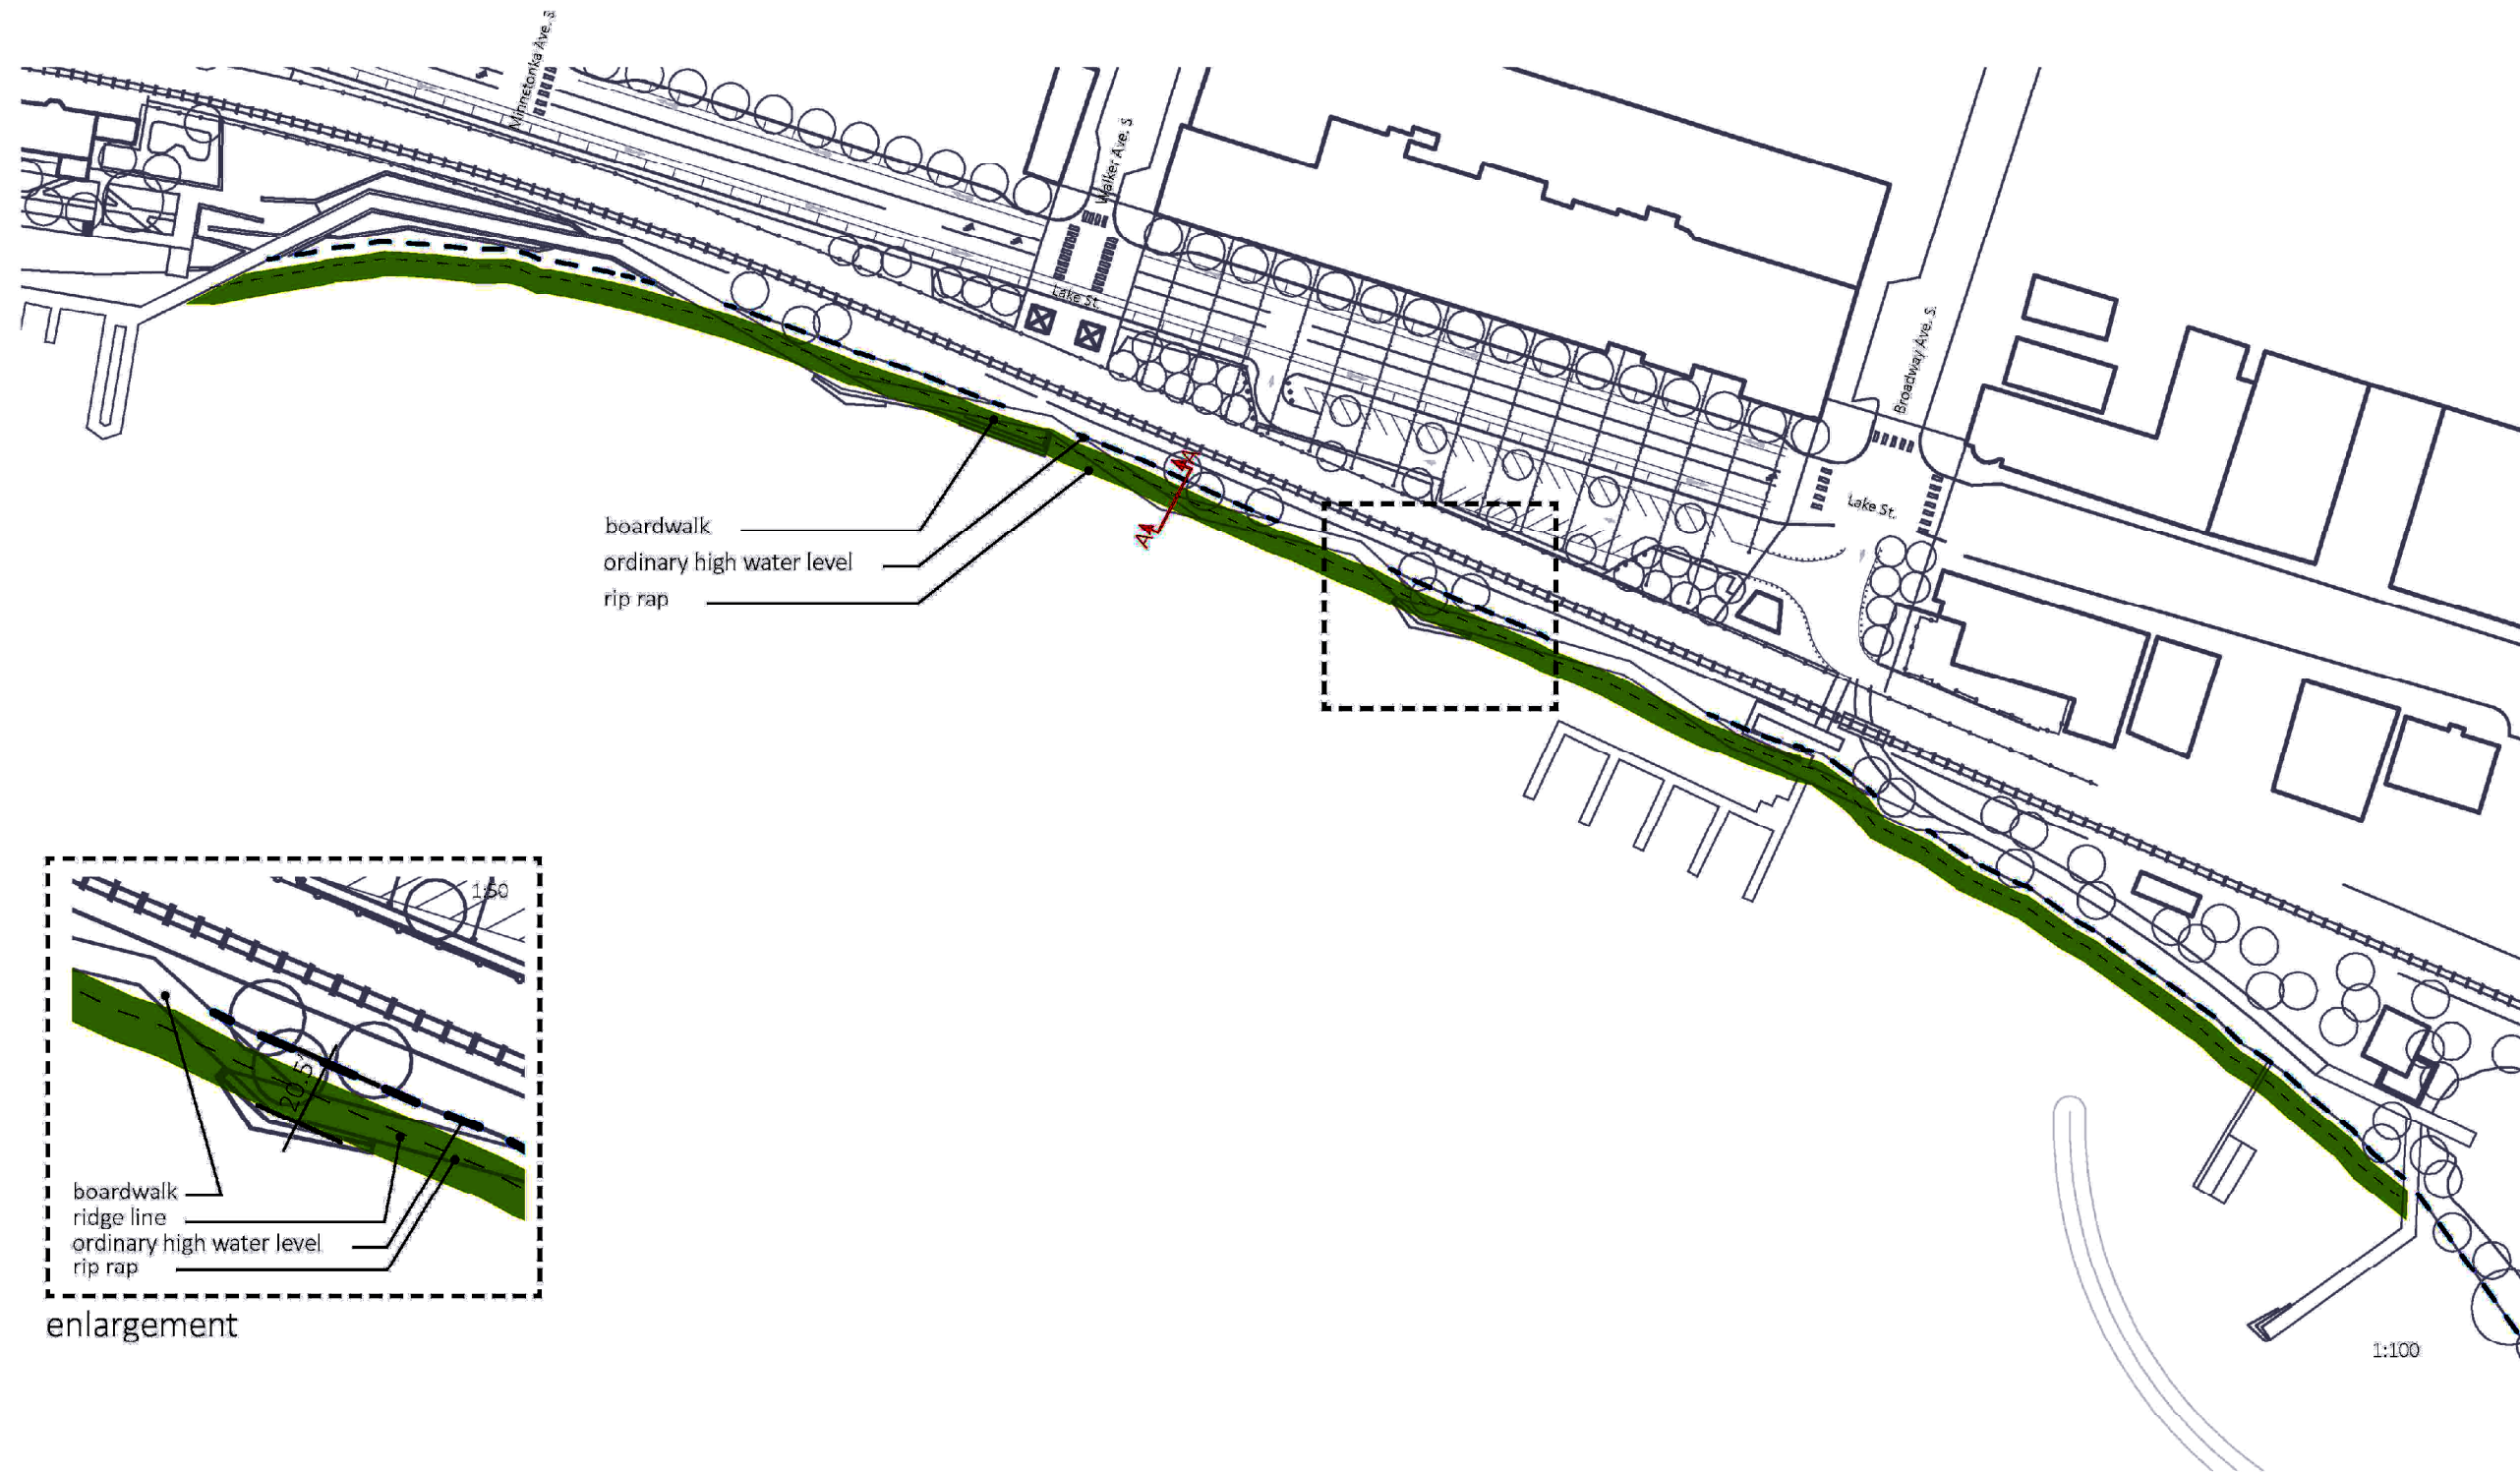 Minnetonka Ave. S.
Walker Ave. S.
Lake St.
Broadway Ave. S.
Lake St.
A
A
boardwalk
ordinary high water level
rip rap
1:50
20.5'
boardwalk
ridge line
ordinary high water level
rip rap
enlargement
1:100